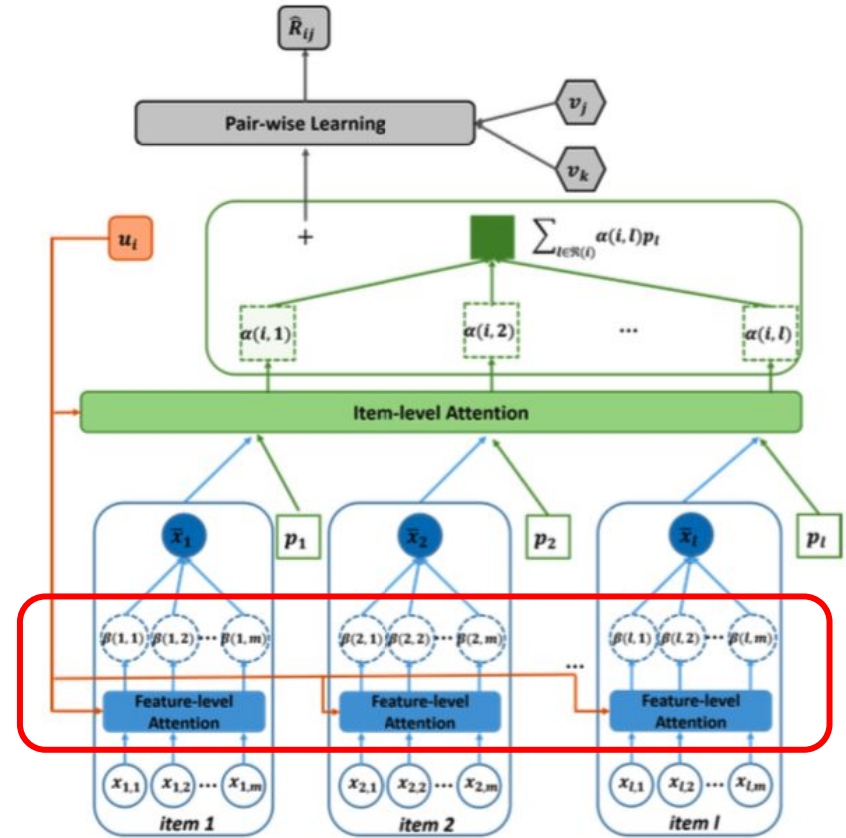 R̂ᵢⱼ
Pair-wise Learning
vⱼ
vₖ
uᵢ
+
∑_{l∈ℜ(i)} α(i, l)pₗ
α(i, 1) α(i, 2) ... α(i, l)
Item-level Attention
x̄₁ p₁ x̄₂ p₂ x̄ₗ pₗ
β(1, 1) β(1, 2) ... β(1, m) β(2, 1) β(2, 2) ... β(2, m) β(l, 1) β(l, 2) ... β(l, m)
...
Feature-level Attention Feature-level Attention Feature-level Attention
x₁,₁ x₁,₂ ... x₁,ₘ x₂,₁ x₂,₂ ... x₂,ₘ xₗ,₁ xₗ,₂ ... xₗ,ₘ
item 1 item 2 item l